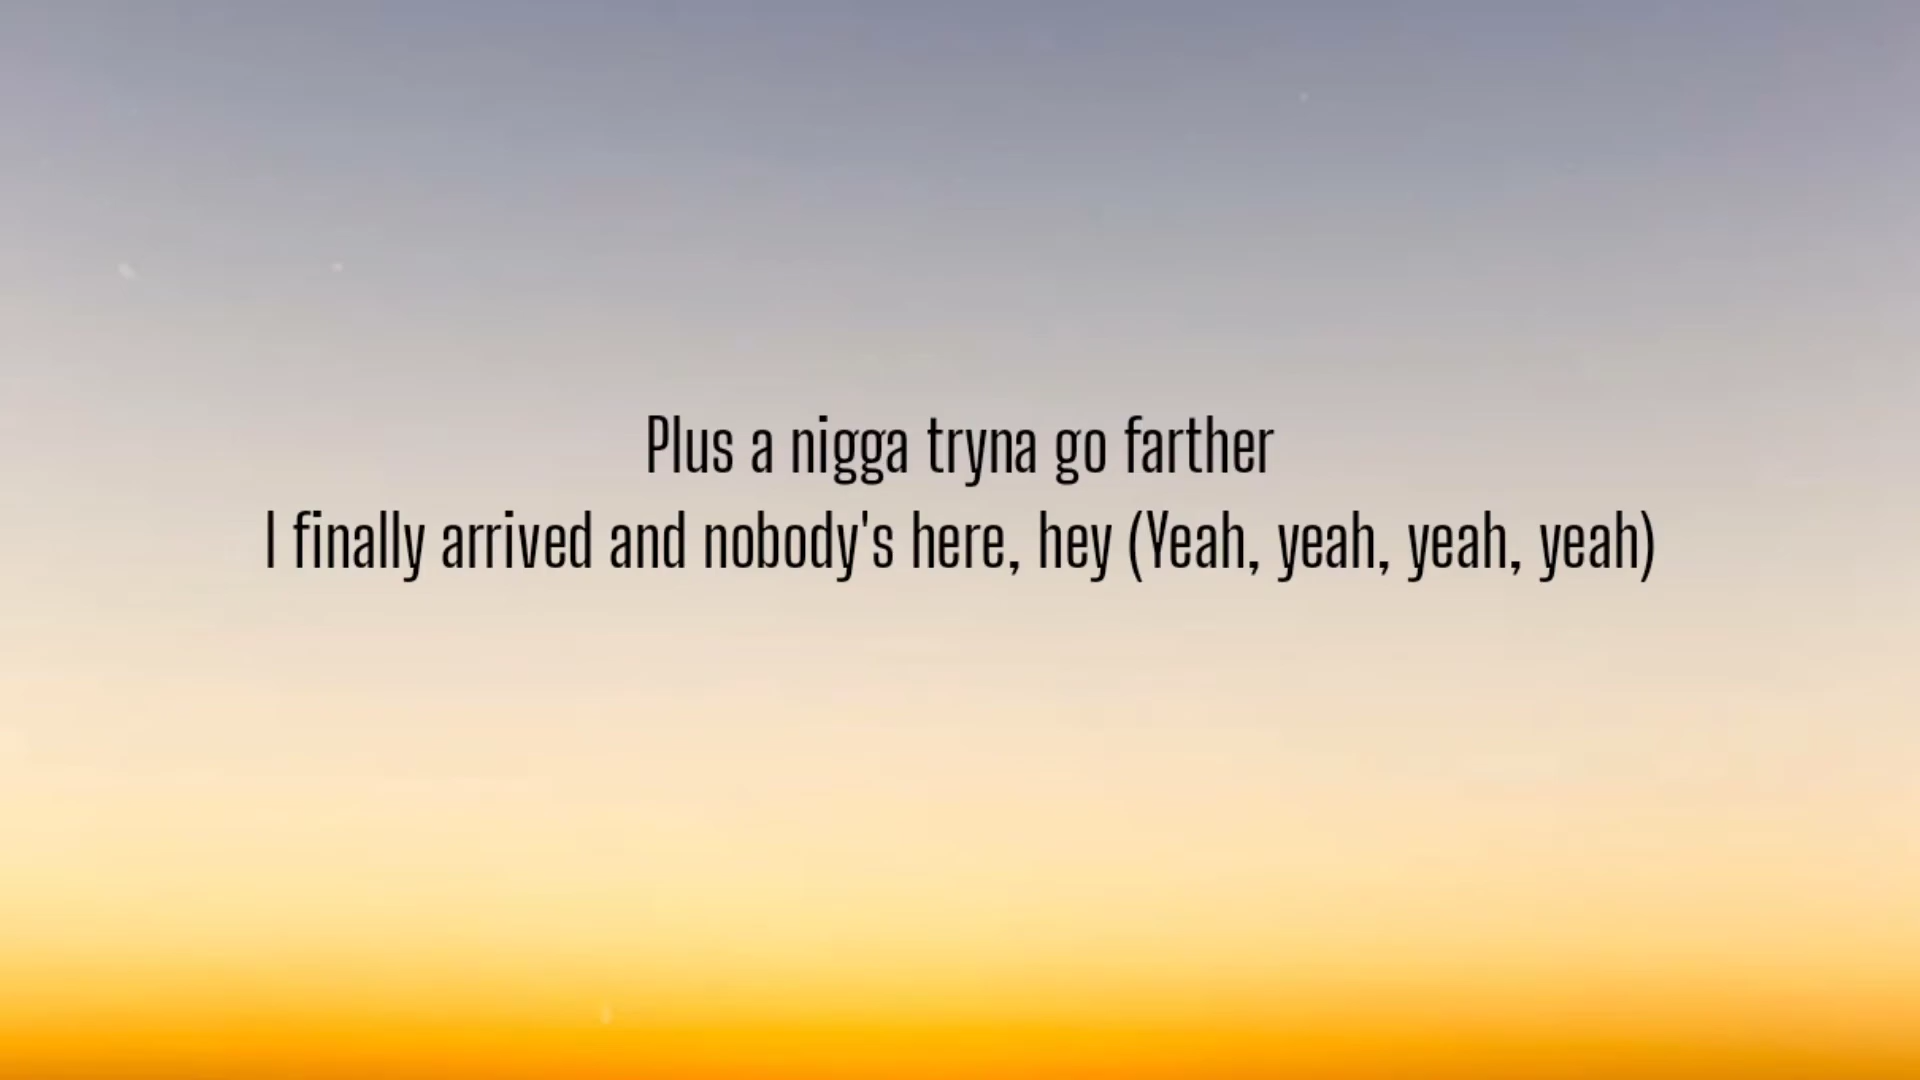 Plus a nigga tryna go farther
I finally arrived and nobody's here, hey (Yeah, yeah, yeah, yeah)